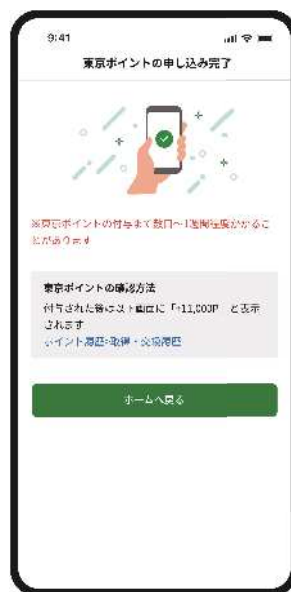 9:41
東京ポイントの申し込み完了
※東京ポイントの付与まで数日~1週間程度かかるこ
とがあります
東京ポイントの確認方法
付与された後は以下画面に「+11,000P」と表示
されます
ポイント履歴>取得・交換履歴
ホームへ戻る